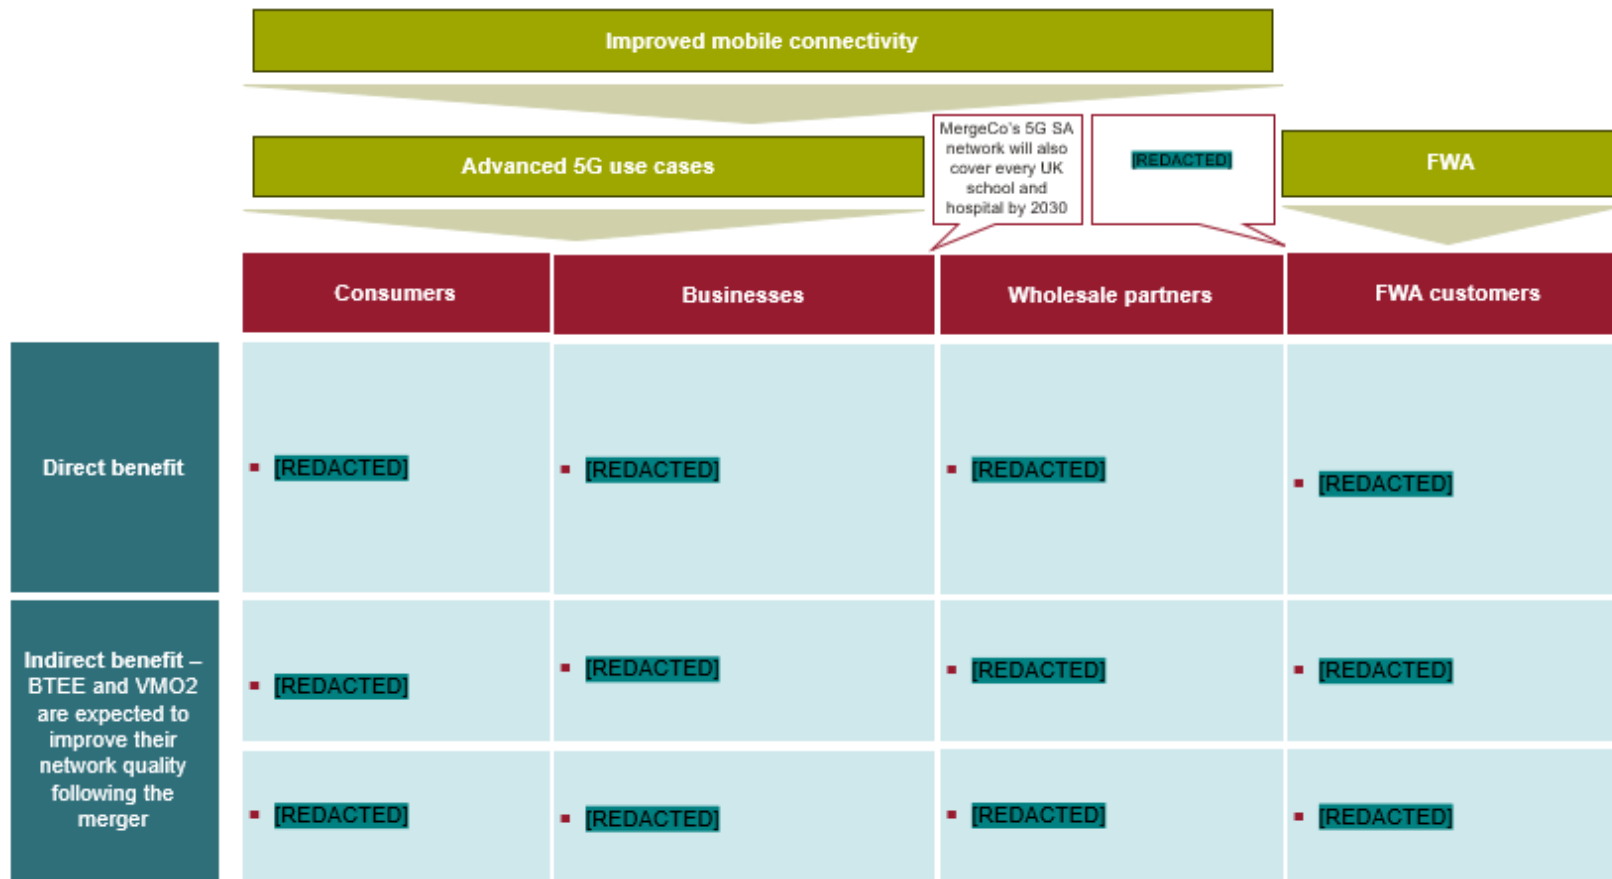 Improved mobile connectivity
Advanced 5G use cases
MergeCo's 5G SA
network will also
cover every UK
school and
hospital by 2030
[REDACTED]
FWA
Consumers
Businesses
Wholesale partners
FWA customers
Direct benefit
[REDACTED]
[REDACTED]
[REDACTED]
[REDACTED]
Indirect benefit –
BTEE and VMO2
are expected to
improve their
network quality
following the
merger
[REDACTED]
[REDACTED]
[REDACTED]
[REDACTED]
[REDACTED]
[REDACTED]
[REDACTED]
[REDACTED]